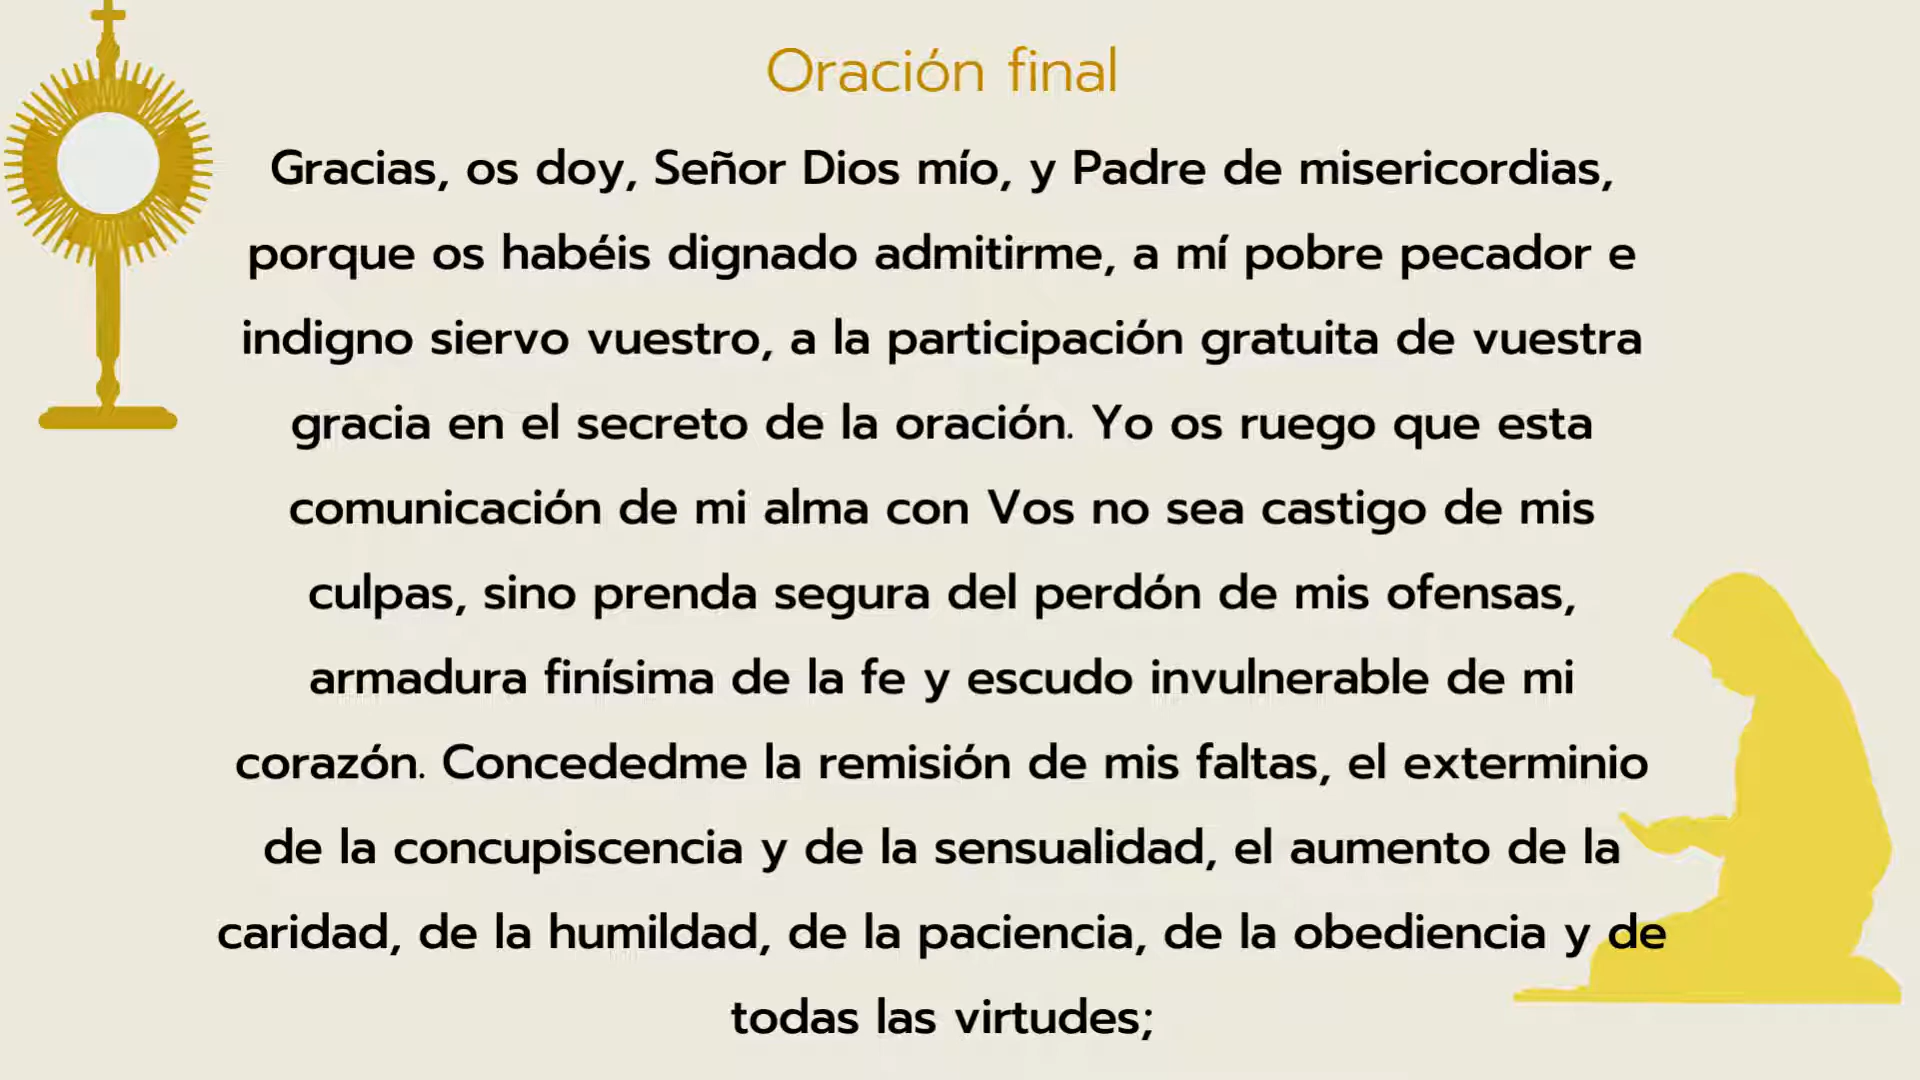 Oración final
Gracias, os doy, Señor Dios mío, y Padre de misericordias,
porque os habéis dignado admitirme, a mí pobre pecador e
indigno siervo vuestro, a la participación gratuita de vuestra
gracia en el secreto de la oración. Yo os ruego que esta
comunicación de mi alma con Vos no sea castigo de mis
culpas, sino prenda segura del perdón de mis ofensas,
armadura finísima de la fe y escudo invulnerable de mi
corazón. Concededme la remisión de mis faltas, el exterminio
de la concupiscencia y de la sensualidad, el aumento de la
caridad, de la humildad, de la paciencia, de la obediencia y de
todas las virtudes;